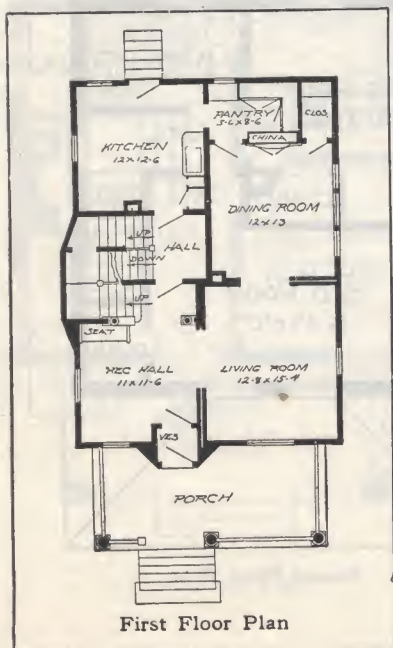 PANTRY
5-6 X 8-6
CLOS.
CHINA
KITCHEN
12 X 12-6
DINING ROOM
12 X 13
UP
HALL
DOWN
UP
SEAT
REC HALL
11 X 11-6
LIVING ROOM
12-8 X 15-4
VES
PORCH
First Floor Plan